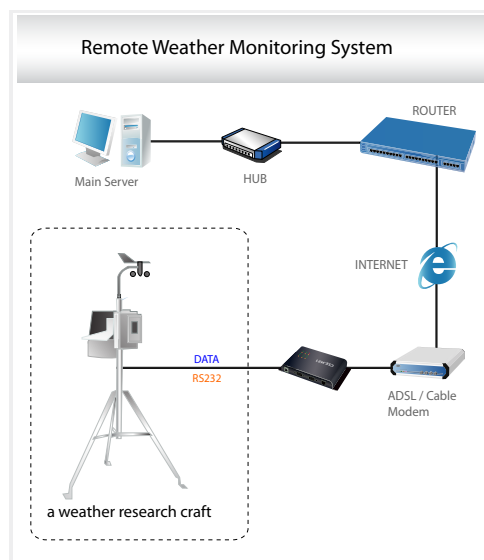 Remote Weather Monitoring System
ROUTER
Main Server
HUB
INTERNET
DATA
RS232
ADSL / Cable
Modem
a weather research craft